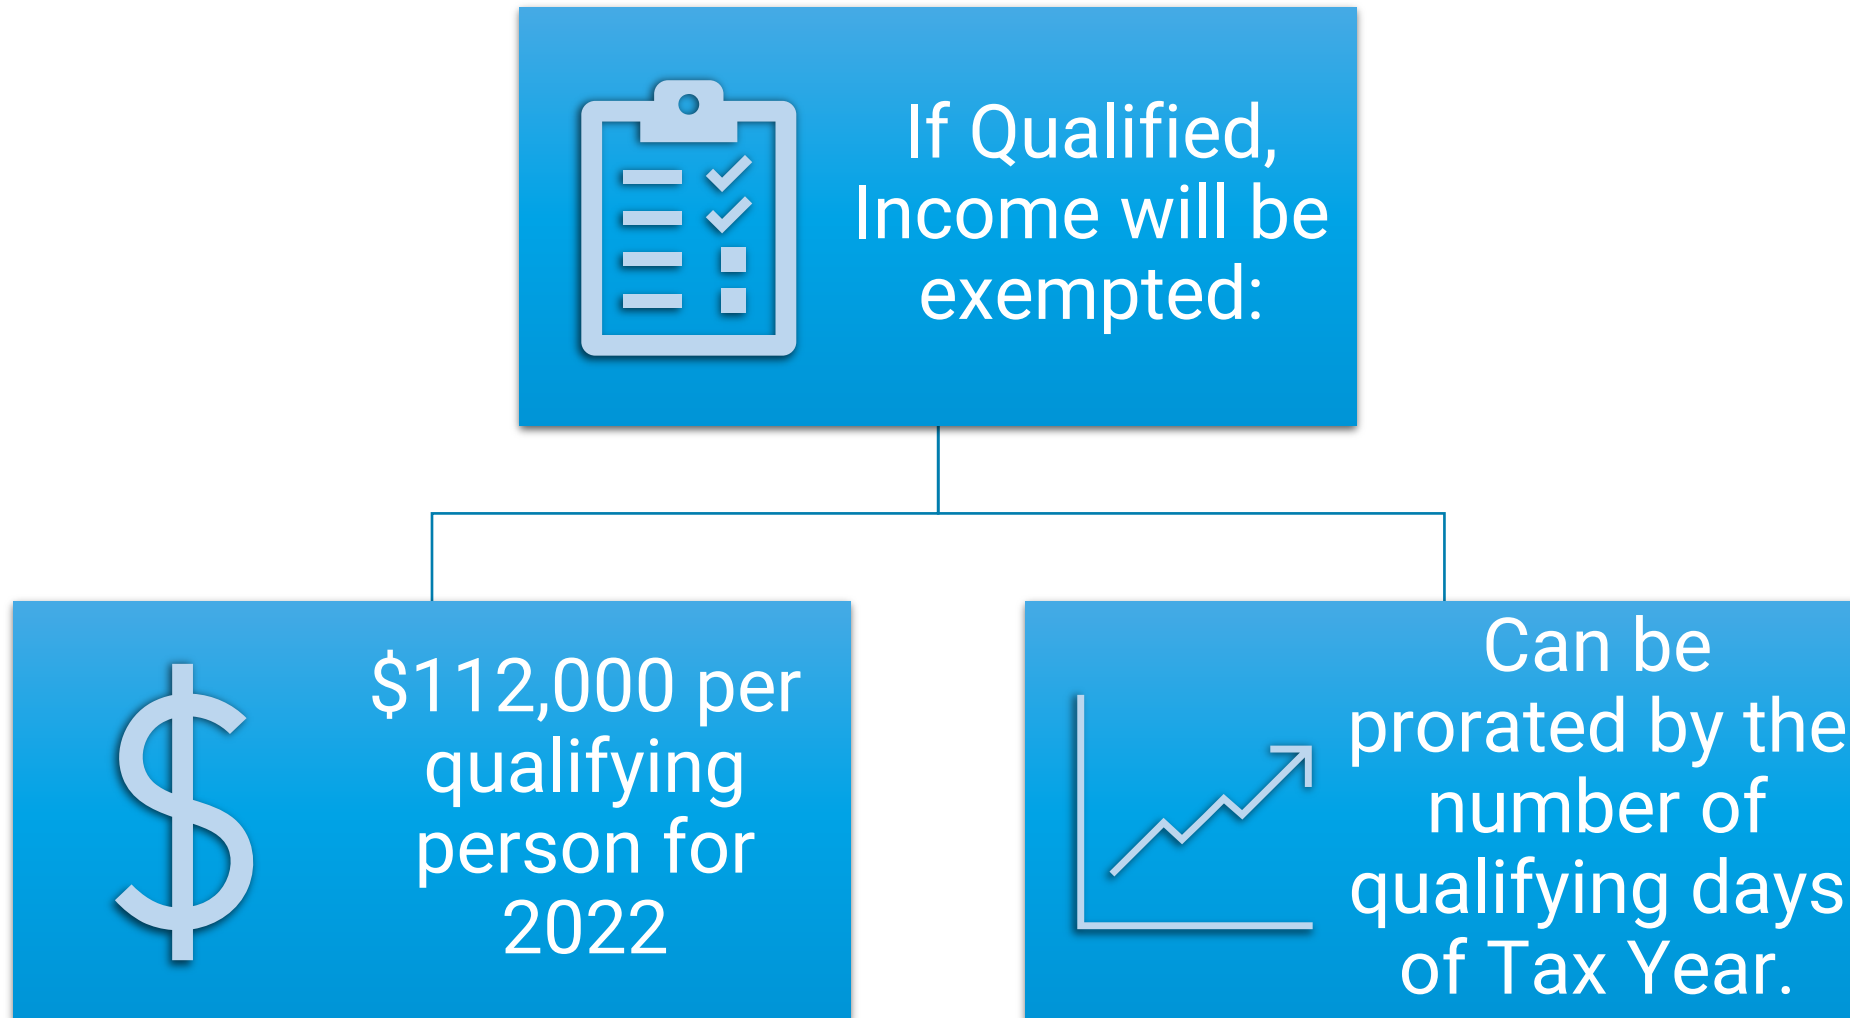 If Qualified,
Income will be
exempted:
$112,000 per
qualifying
person for
2022
Can be
prorated by the
number of
qualifying days
of Tax Year.